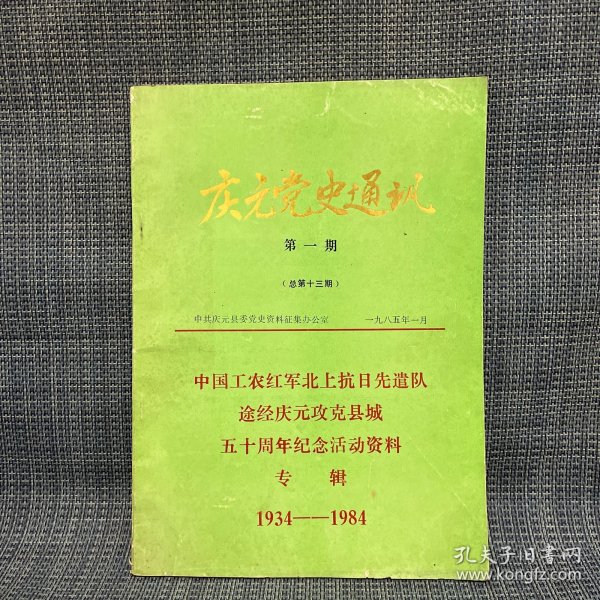 庆元党史通讯
第一期
（总第十三期）
中共庆元县委党史资料征集办公室 一九八五年一月
中国工农红军北上抗日先遣队
途经庆元攻克县城
五十周年纪念活动资料
专 辑
1934——1984
孔夫子旧书网
www.kongfz.com